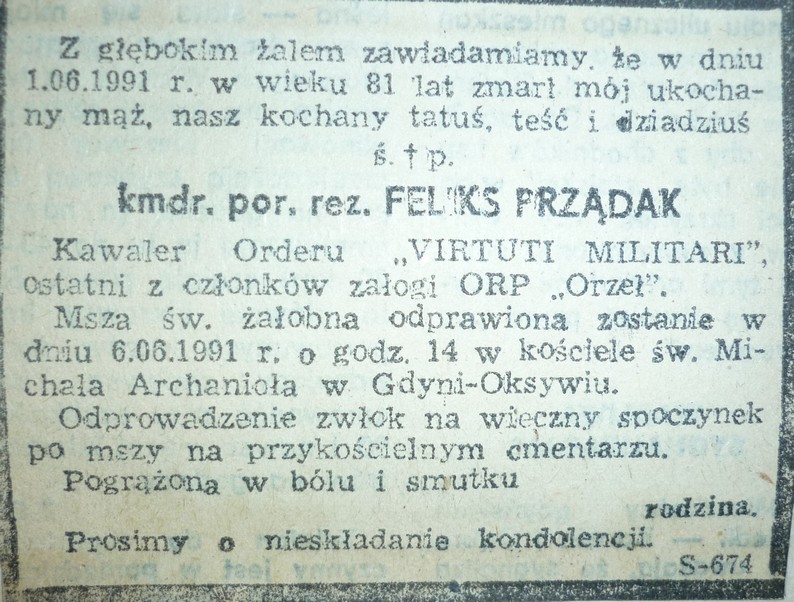 Z głębokim żalem zawiadamiamy, że w dniu
1.06.1991 r. w wieku 81 lat zmarł mój ukocha-
ny mąż, nasz kochany tatuś, teść i dziadziuś
ś. † p.
kmdr. por. rez. FELIKS PRZĄDAK
Kawaler Orderu „VIRTUTI MILITARI”,
ostatni z członków załogi ORP „Orzeł”.
Msza św. żałobna odprawiona zostanie w
dniu 6.06.1991 r. o godz. 14 w kościele św. Mi-
chała Archanioła w Gdyni-Oksywiu.
Odprowadzenie zwłok na wieczny spoczynek
po mszy na przykościelnym cmentarzu.
Pogrążona w bólu i smutku
rodzina.
Prosimy o nieskładanie kondolencji.
S-674